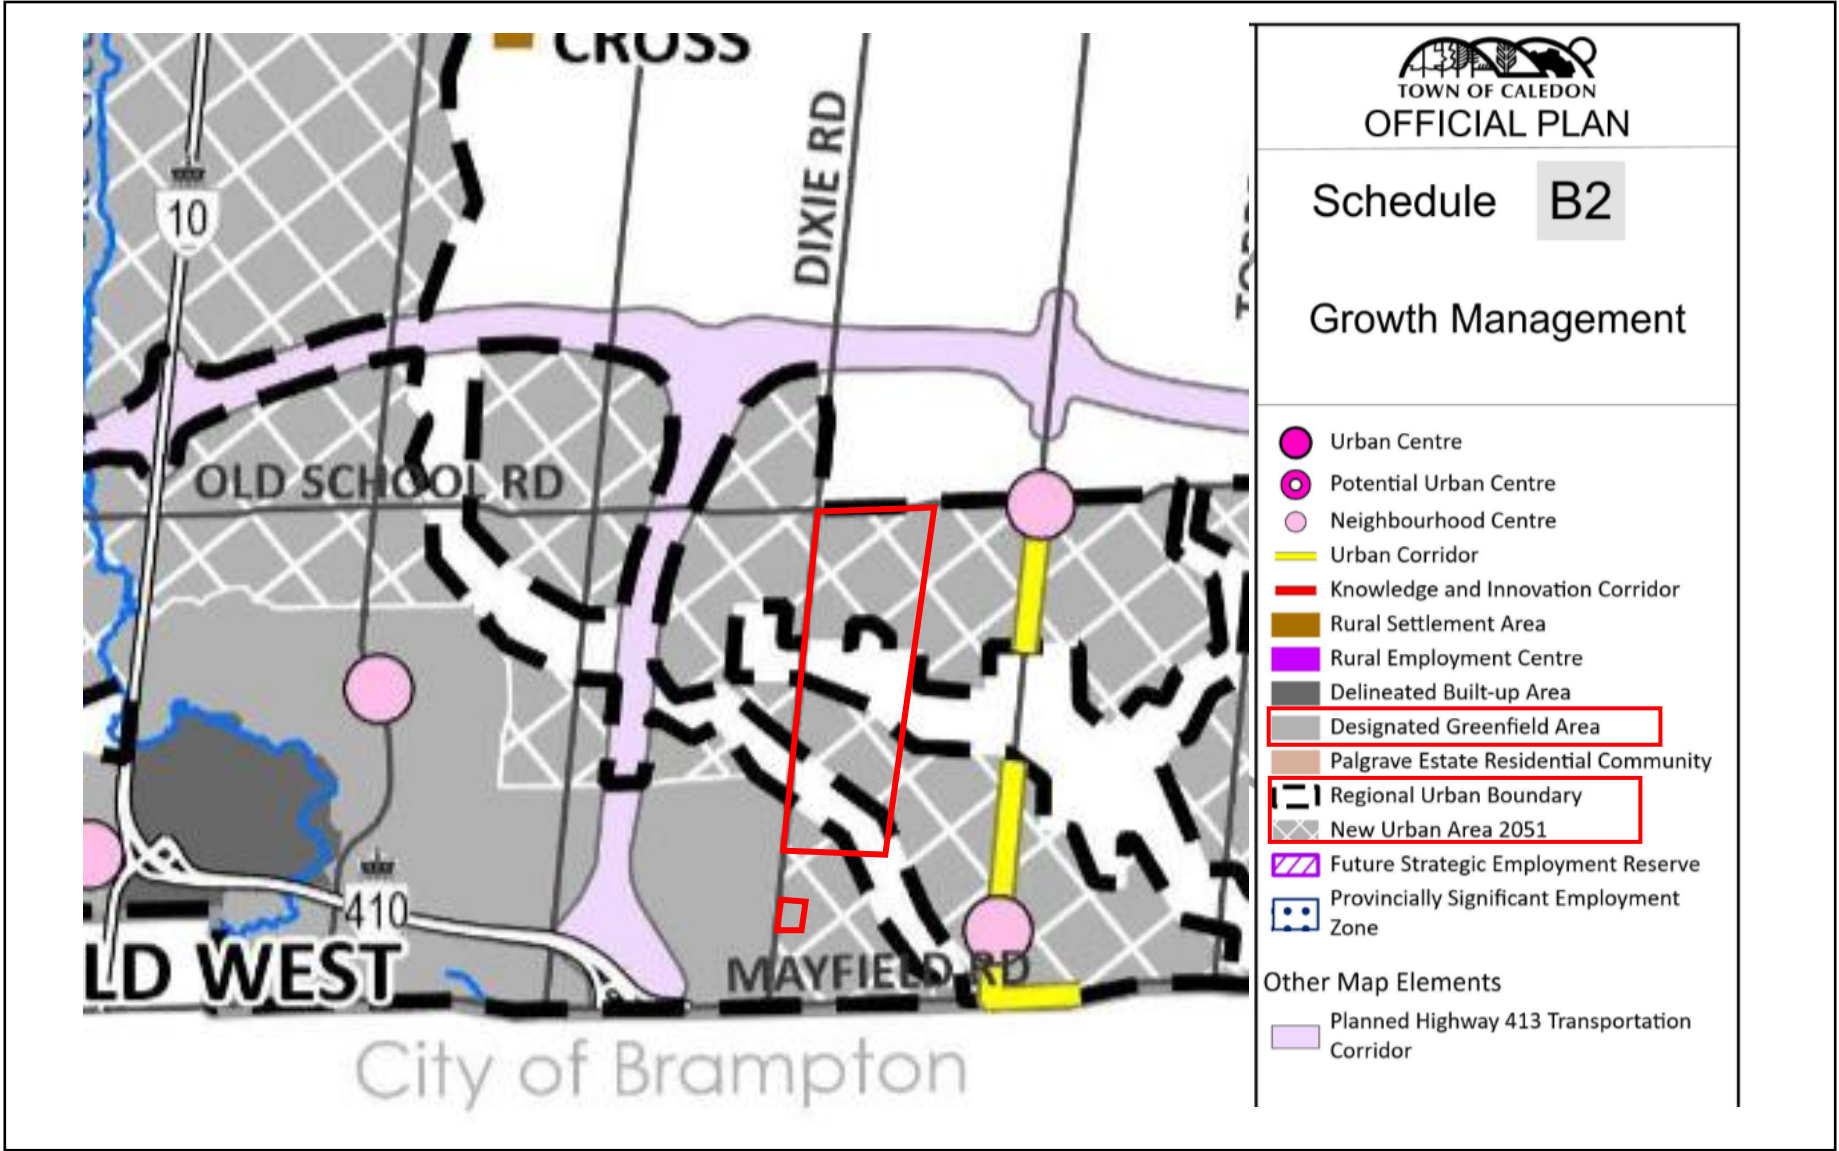 CROSS
DIXIE RD
10
OLD SCHOOL RD
410
LD WEST
MAYFIELD RD
City of Brampton
TOWN OF CALEDON
OFFICIAL PLAN
Schedule B2
Growth Management
Urban Centre
Potential Urban Centre
Neighbourhood Centre
Urban Corridor
Knowledge and Innovation Corridor
Rural Settlement Area
Rural Employment Centre
Delineated Built-up Area
Designated Greenfield Area
Palgrave Estate Residential Community
Regional Urban Boundary
New Urban Area 2051
Future Strategic Employment Reserve
Provincially Significant Employment
Zone
Other Map Elements
Planned Highway 413 Transportation
Corridor